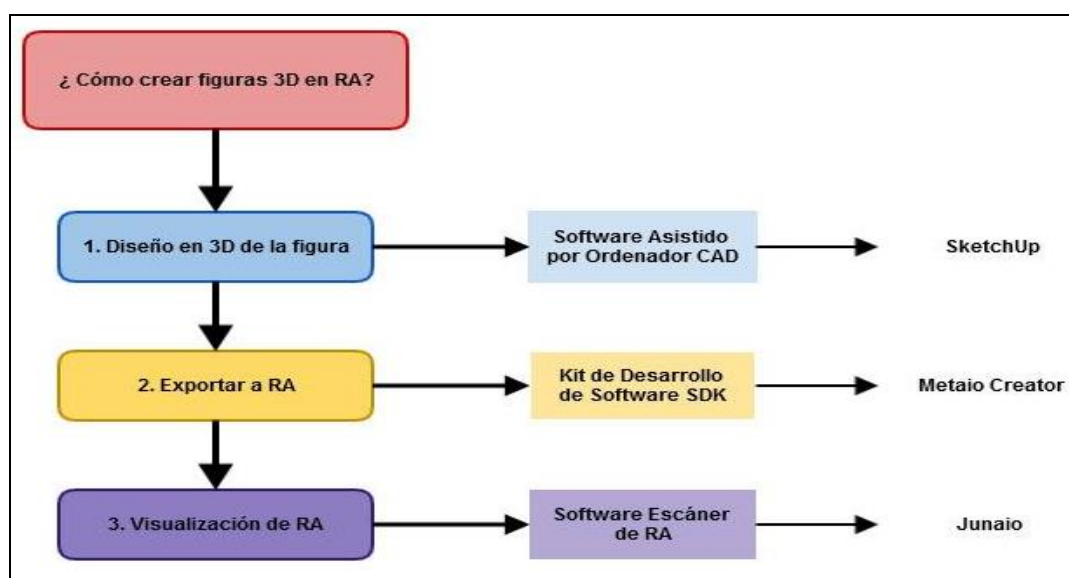 ¿ Cómo crear figuras 3D en RA?
1. Diseño en 3D de la figura
Software Asistido
por Ordenador CAD
SketchUp
2. Exportar a RA
Kit de Desarrollo
de Software SDK
Metaio Creator
3. Visualización de RA
Software Escáner
de RA
Junaio